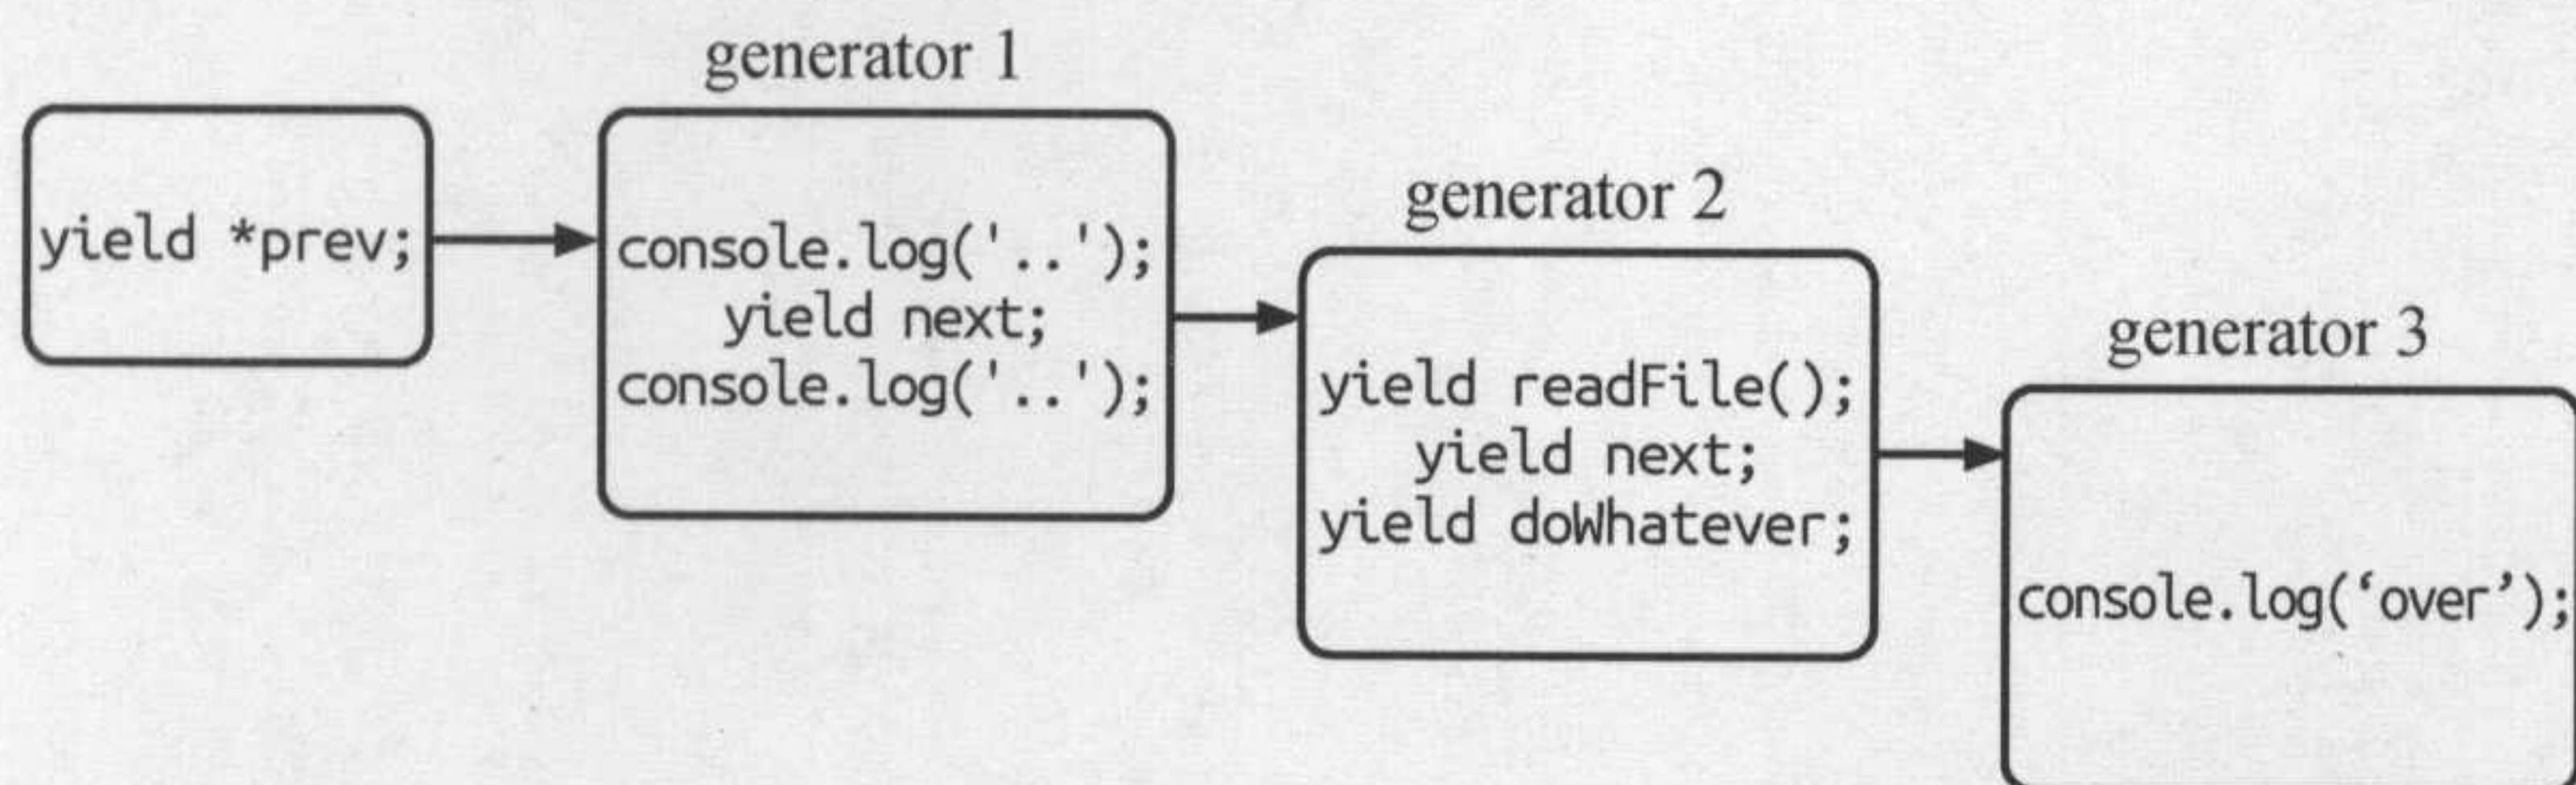 generator 1
yield *prev;
console.log('..');
yield next;
console.log('..');
generator 2
yield readFile();
yield next;
yield doWhatever;
generator 3
console.log(‘over’);